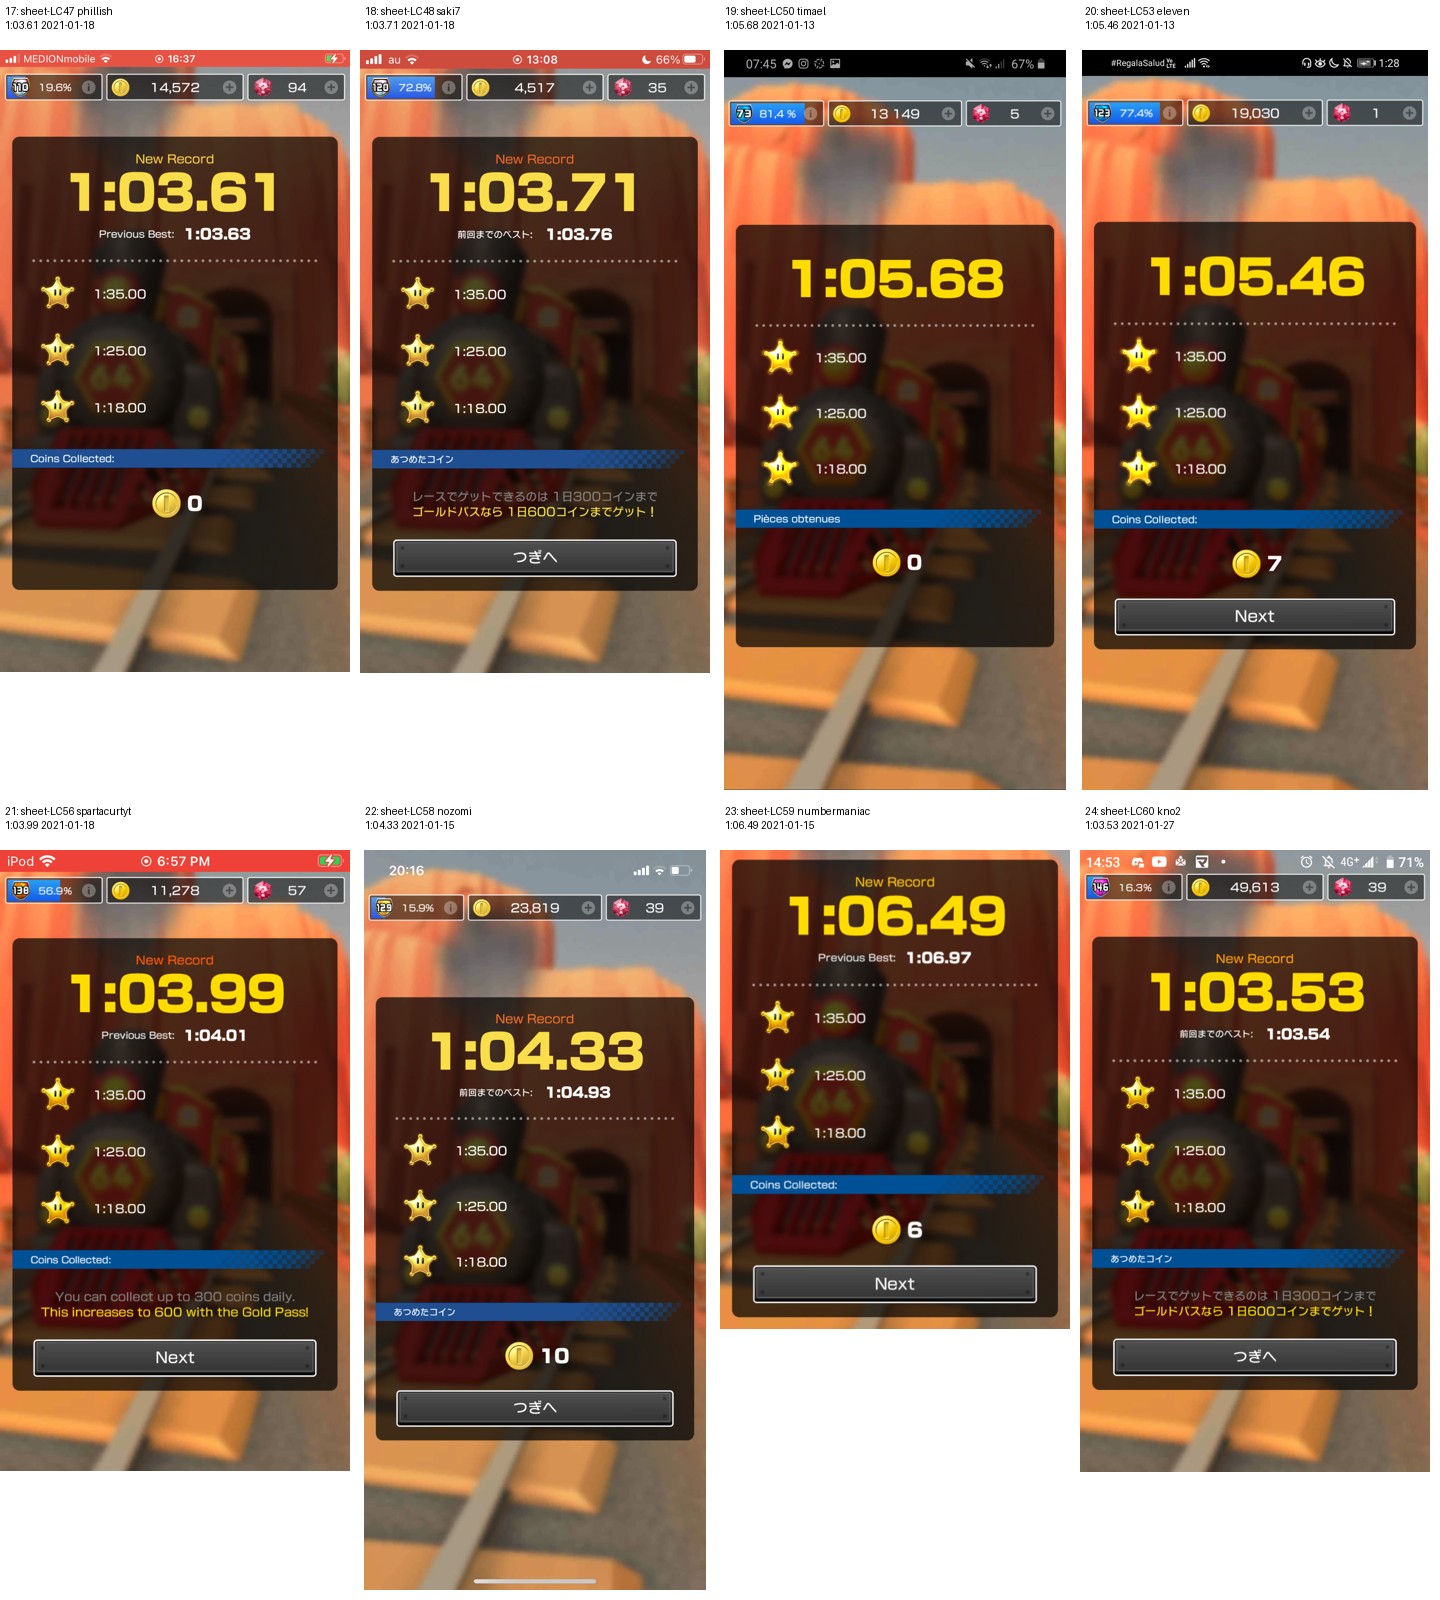 17: sheet-LC47 phillish
1:03.61 2021-01-18
MEDIONmobile 16:37
110 19.6% 14,572 94
New Record
1:03.61
Previous Best: 1:03.63
1:35.00
1:25.00
1:18.00
Coins Collected:
0
18: sheet-LC48 saki7
1:03.71 2021-01-18
au 13:08 66%
120 72.8% 4,517 35
New Record
1:03.71
前回までのベスト: 1:03.76
1:35.00
1:25.00
1:18.00
あつめたコイン
レースでゲットできるのは 1日300コインまで
ゴールドパスなら 1日600コインまでゲット！
つぎへ
19: sheet-LC50 timael
1:05.68 2021-01-13
07:45 67%
73 81,4 % 13 149 5
1:05.68
1:35.00
1:25.00
1:18.00
Pièces obtenues
0
20: sheet-LC53 eleven
1:05.46 2021-01-13
#RegalaSalud 1:28
123 77.4% 19,030 1
1:05.46
1:35.00
1:25.00
1:18.00
Coins Collected:
7
Next
21: sheet-LC56 spartacurtyt
1:03.99 2021-01-18
iPod 6:57 PM
138 56.9% 11,278 57
New Record
1:03.99
Previous Best: 1:04.01
1:35.00
1:25.00
1:18.00
Coins Collected:
You can collect up to 300 coins daily.
This increases to 600 with the Gold Pass!
Next
22: sheet-LC58 nozomi
1:04.33 2021-01-15
20:16
129 15.9% 23,819 39
New Record
1:04.33
前回までのベスト: 1:04.93
1:35.00
1:25.00
1:18.00
あつめたコイン
10
つぎへ
23: sheet-LC59 numbermaniac
1:06.49 2021-01-15
New Record
1:06.49
Previous Best: 1:06.97
1:35.00
1:25.00
1:18.00
Coins Collected:
6
Next
24: sheet-LC60 kno2
1:03.53 2021-01-27
14:53 4G+ 71%
146 16.3% 49,613 39
New Record
1:03.53
前回までのベスト: 1:03.54
1:35.00
1:25.00
1:18.00
あつめたコイン
レースでゲットできるのは 1日300コインまで
ゴールドパスなら 1日600コインまでゲット！
つぎへ